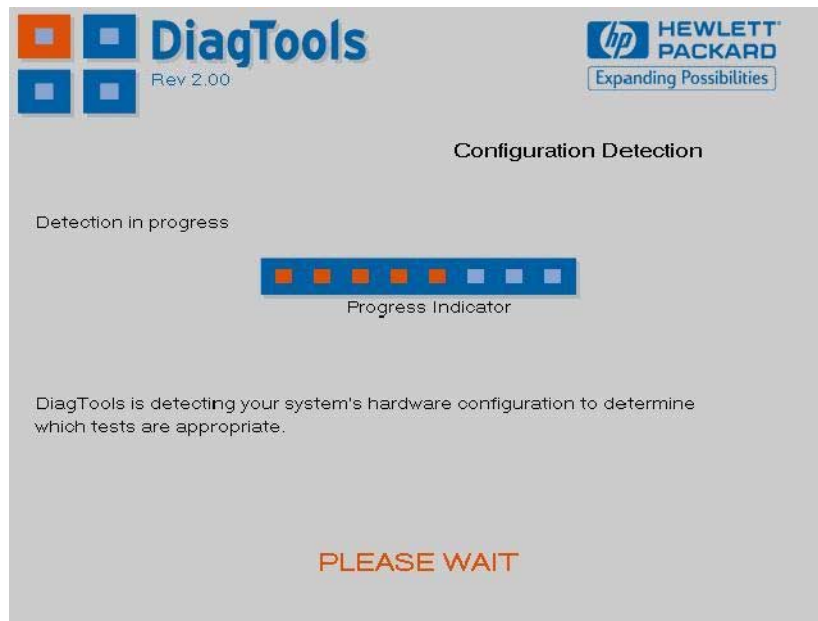 DiagTools
Rev 2.00
hp HEWLETT
PACKARD
Expanding Possibilities
Configuration Detection
Detection in progress
Progress Indicator
DiagTools is detecting your system's hardware configuration to determine
which tests are appropriate.
PLEASE WAIT